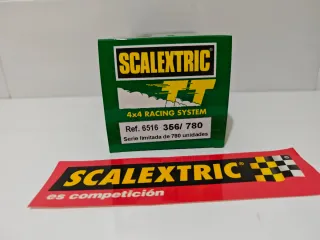 SCALEXTRIC
TT
4x4 RACING SYSTEM
Ref. 6516 356/ 780
Serie limitada de 780 unidades
SCALEXTRIC
es competición